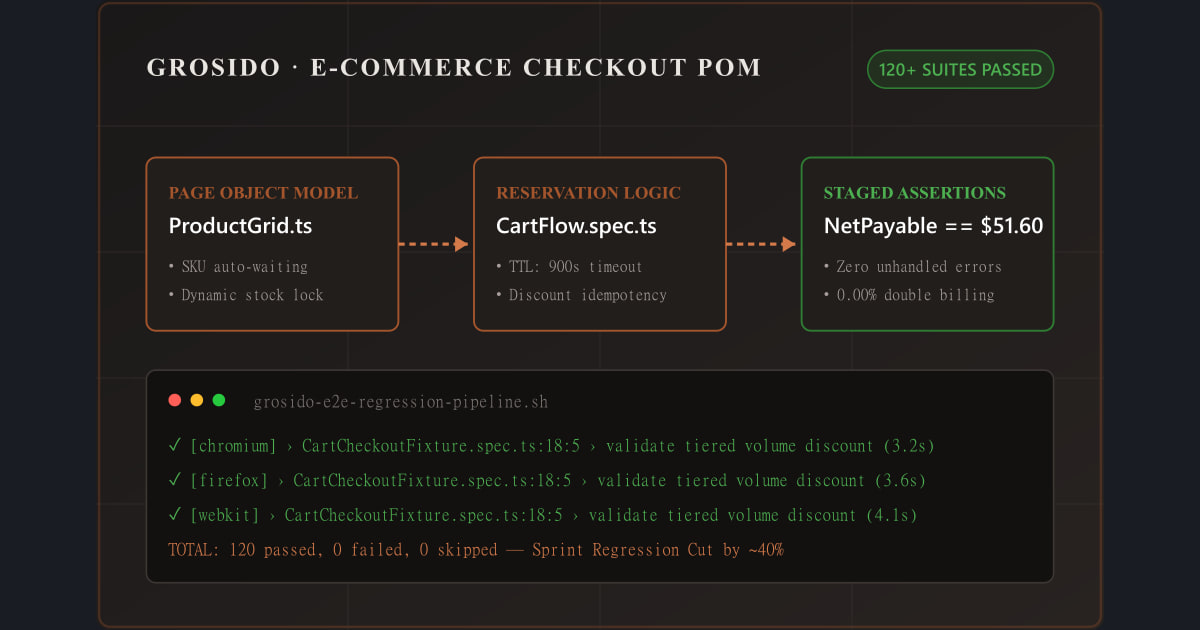 GROSIDO · E-COMMERCE CHECKOUT POM
120+ SUITES PASSED
PAGE OBJECT MODEL
ProductGrid.ts
• SKU auto-waiting
• Dynamic stock lock
RESERVATION LOGIC
CartFlow.spec.ts
• TTL: 900s timeout
• Discount idempotency
STAGED ASSERTIONS
NetPayable == $51.60
• Zero unhandled errors
• 0.00% double billing
grosido-e2e-regression-pipeline.sh
✓ [chromium] › CartCheckoutFixture.spec.ts:18:5 › validate tiered volume discount (3.2s)
✓ [firefox] › CartCheckoutFixture.spec.ts:18:5 › validate tiered volume discount (3.6s)
✓ [webkit] › CartCheckoutFixture.spec.ts:18:5 › validate tiered volume discount (4.1s)
TOTAL: 120 passed, 0 failed, 0 skipped — Sprint Regression Cut by ~40%